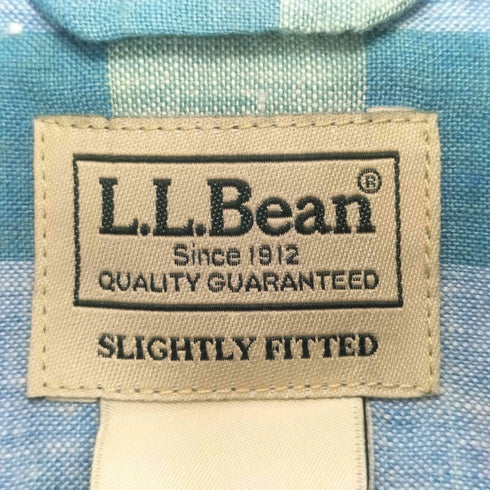 L.L.Bean®
Since 1912
QUALITY GUARANTEED
SLIGHTLY FITTED